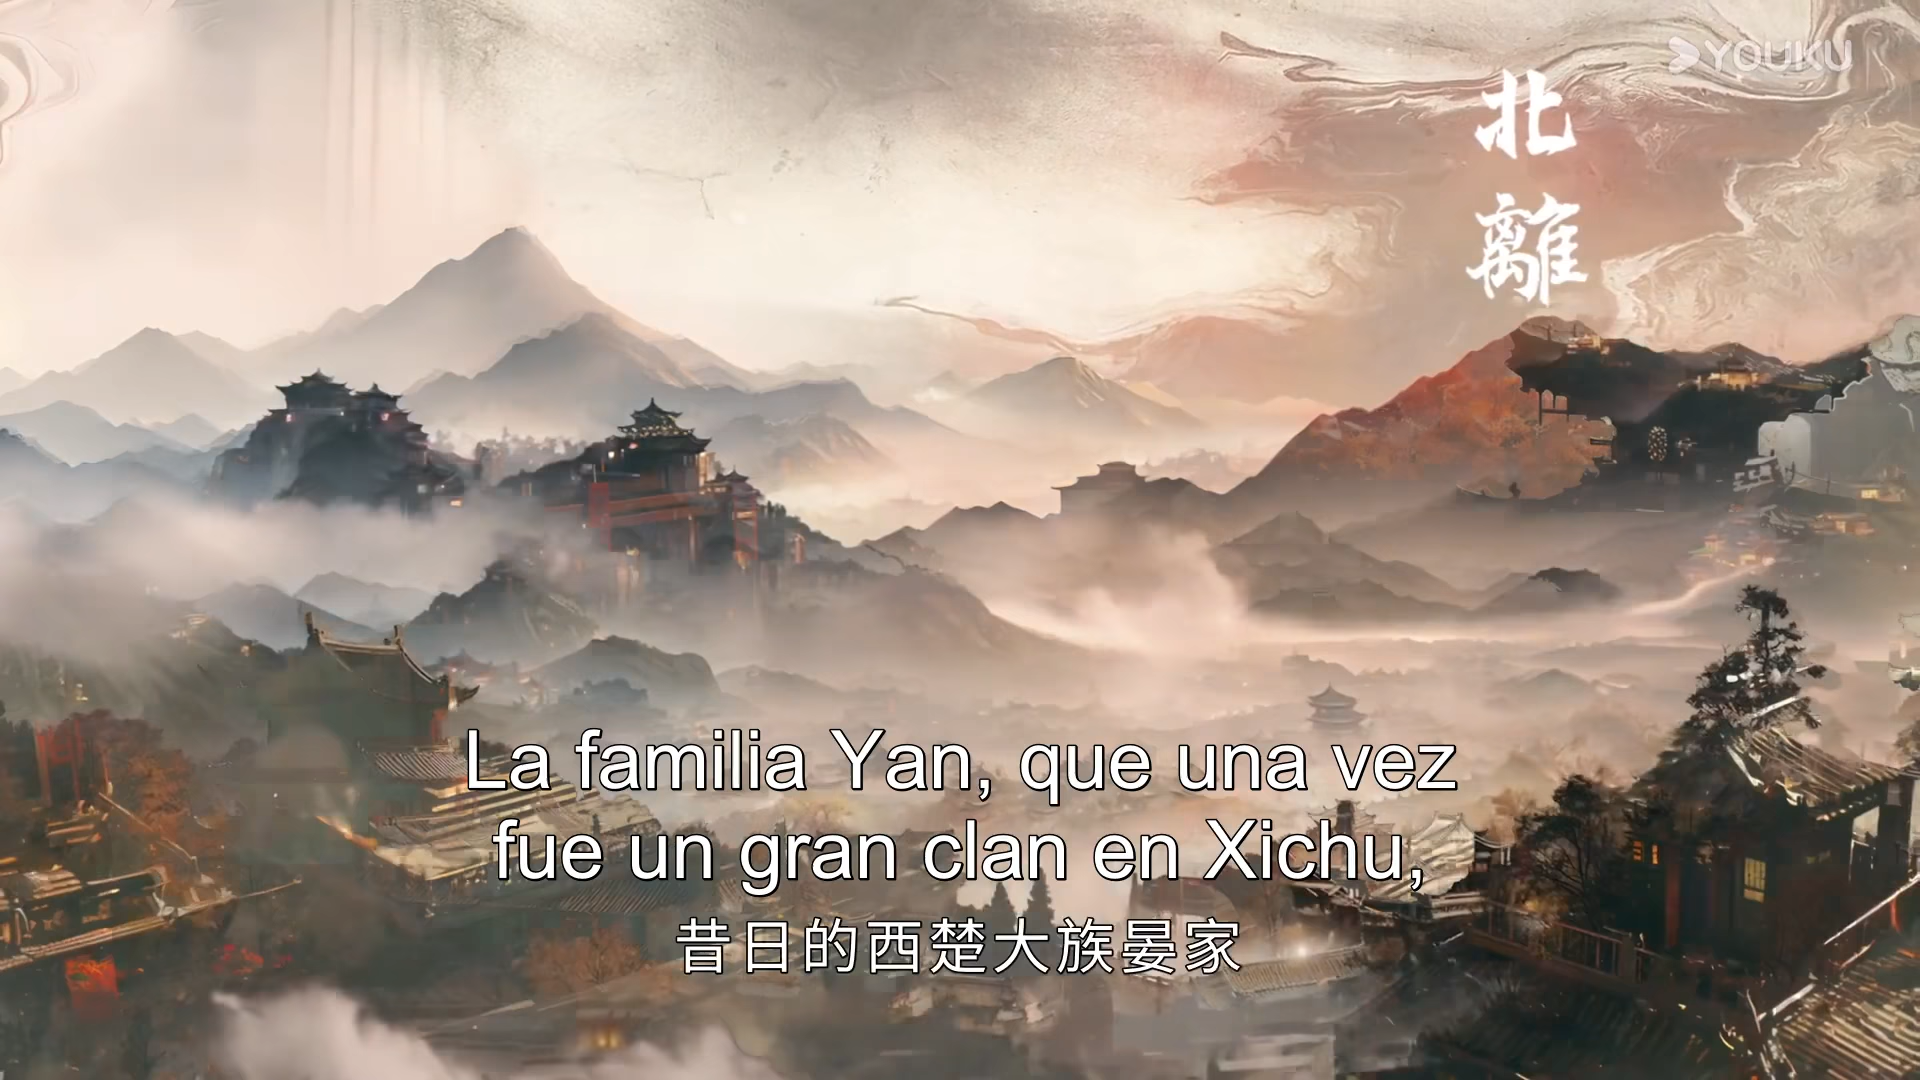 YOUKU
北離
La familia Yan, que una vez
fue un gran clan en Xichu,
昔日的西楚大族晏家